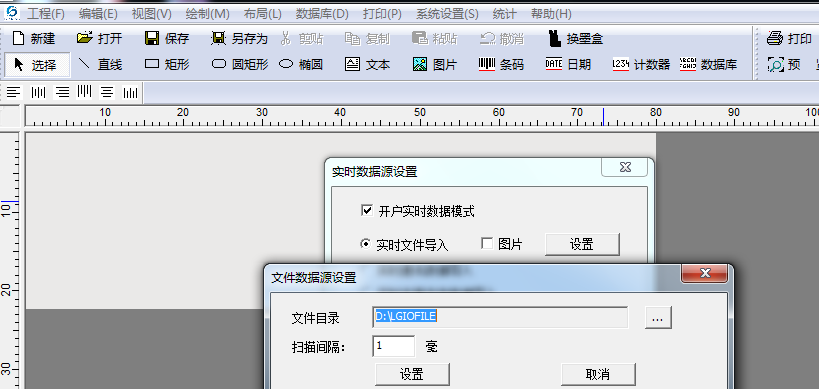 工程(F) 编辑(E) 视图(V) 绘制(M) 布局(L) 数据库(D) 打印(P) 系统设置(S) 统计 帮助(H)
新建 打开 保存 另存为 剪贴 复制 粘贴 撤消 换墨盒 打印
选择 直线 矩形 圆矩形 椭圆 文本 图片 条码 DATE 日期 1234 计数器 数据库 预
10 20 30 40 50 60 70 80 90 100
10
20
30
实时数据源设置
开户实时数据模式
实时文件导入 图片 设置
文件数据源设置
文件目录 D:\LGIOFILE ...
扫描间隔: 1 毫
设置 取消